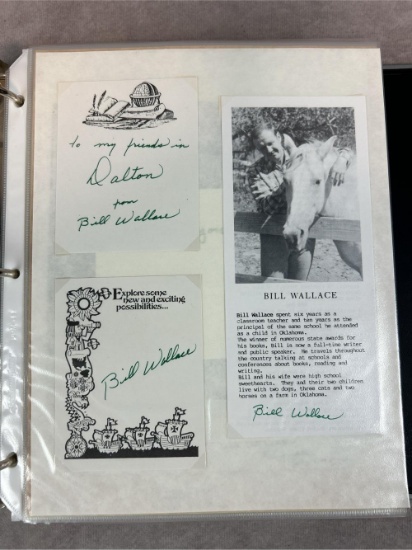 to my friends in
Dalton
from
Bill Wallace
Explore some
new and exciting
possibilities...
Bill Wallace
BILL WALLACE
Bill Wallace spent six years as a
classroom teacher and ten years as the
principal of the same school he attended
as a child in Oklahoma.
The winner of numerous state awards for
his books, Bill is now a full-time writer
and public speaker. He travels throughout
the country talking at schools and
conferences about books, reading and
writing.
Bill and his wife were high school
sweethearts. They and their two children
live with two dogs, three cats and two
horses on a farm in Oklahoma.
Bill Wallace